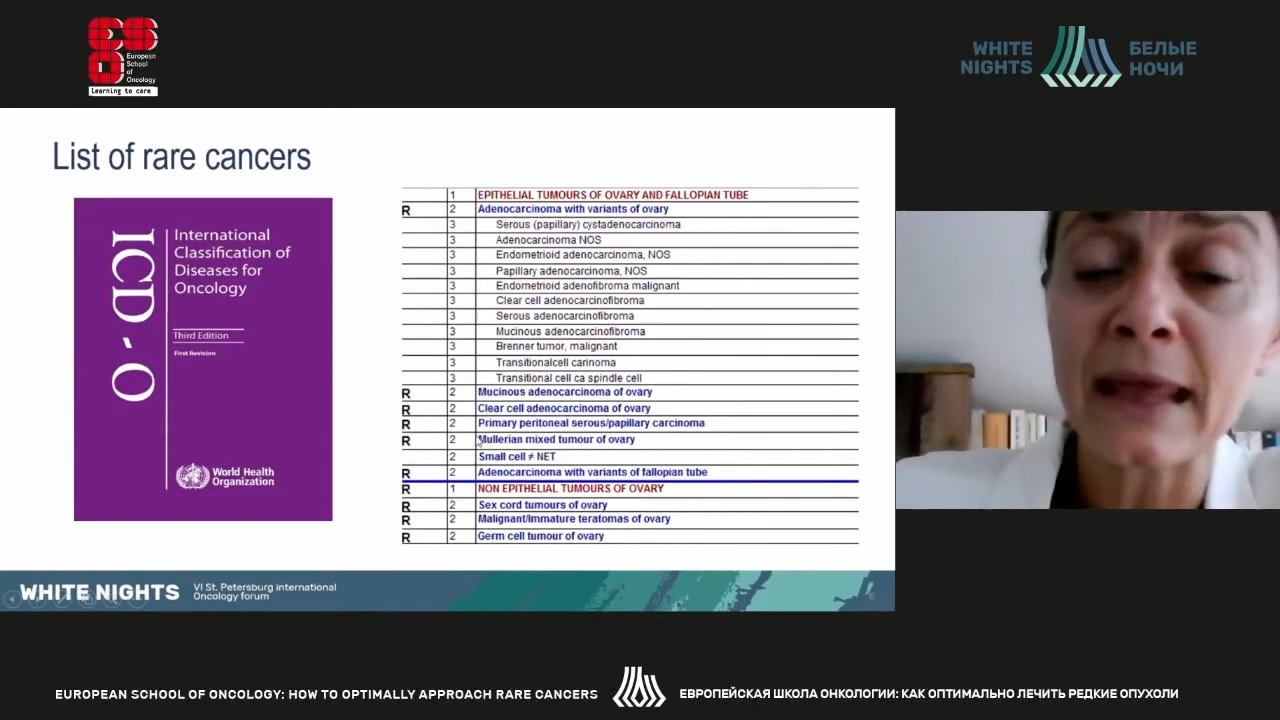 European
School
of
Oncology
Learning to care
WHITE
NIGHTS
БЕЛЫЕ
НОЧИ
List of rare cancers
ICD-O
International
Classification of
Diseases for
Oncology
Third Edition
First Revision
World Health
Organization
1 EPITHELIAL TUMOURS OF OVARY AND FALLOPIAN TUBE
R 2 Adenocarcinoma with variants of ovary
3 Serous (papillary) cystadenocarcinoma
3 Adenocarcinoma NOS
3 Endometrioid adenocarcinoma, NOS
3 Papillary adenocarcinoma, NOS
3 Endometrioid adenofibroma malignant
3 Clear cell adenocarcinofibroma
3 Serous adenocarcinofibroma
3 Mucinous adenocarcinofibroma
3 Brenner tumor, malignant
3 Transitionalcell carinoma
3 Transitional cell ca spindle cell
R 2 Mucinous adenocarcinoma of ovary
R 2 Clear cell adenocarcinoma of ovary
R 2 Primary peritoneal serous/papillary carcinoma
R 2 Mullerian mixed tumour of ovary
2 Small cell ≠ NET
R 2 Adenocarcinoma with variants of fallopian tube
R 1 NON EPITHELIAL TUMOURS OF OVARY
R 2 Sex cord tumours of ovary
R 2 Malignant/Immature teratomas of ovary
R 2 Germ cell tumour of ovary
WHITE NIGHTS
VI St. Petersburg international
Oncology forum
EUROPEAN SCHOOL OF ONCOLOGY: HOW TO OPTIMALLY APPROACH RARE CANCERS
ЕВРОПЕЙСКАЯ ШКОЛА ОНКОЛОГИИ: КАК ОПТИМАЛЬНО ЛЕЧИТЬ РЕДКИЕ ОПУХОЛИ